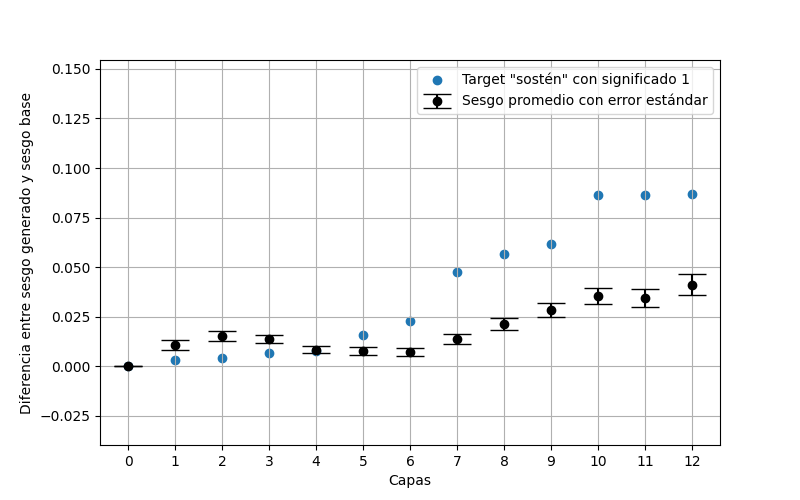 Target "sostén" con significado 1
Sesgo promedio con error estándar
Diferencia entre sesgo generado y sesgo base
0.150
0.125
0.100
0.075
0.050
0.025
0.000
−0.025
0 1 2 3 4 5 6 7 8 9 10 11 12
Capas